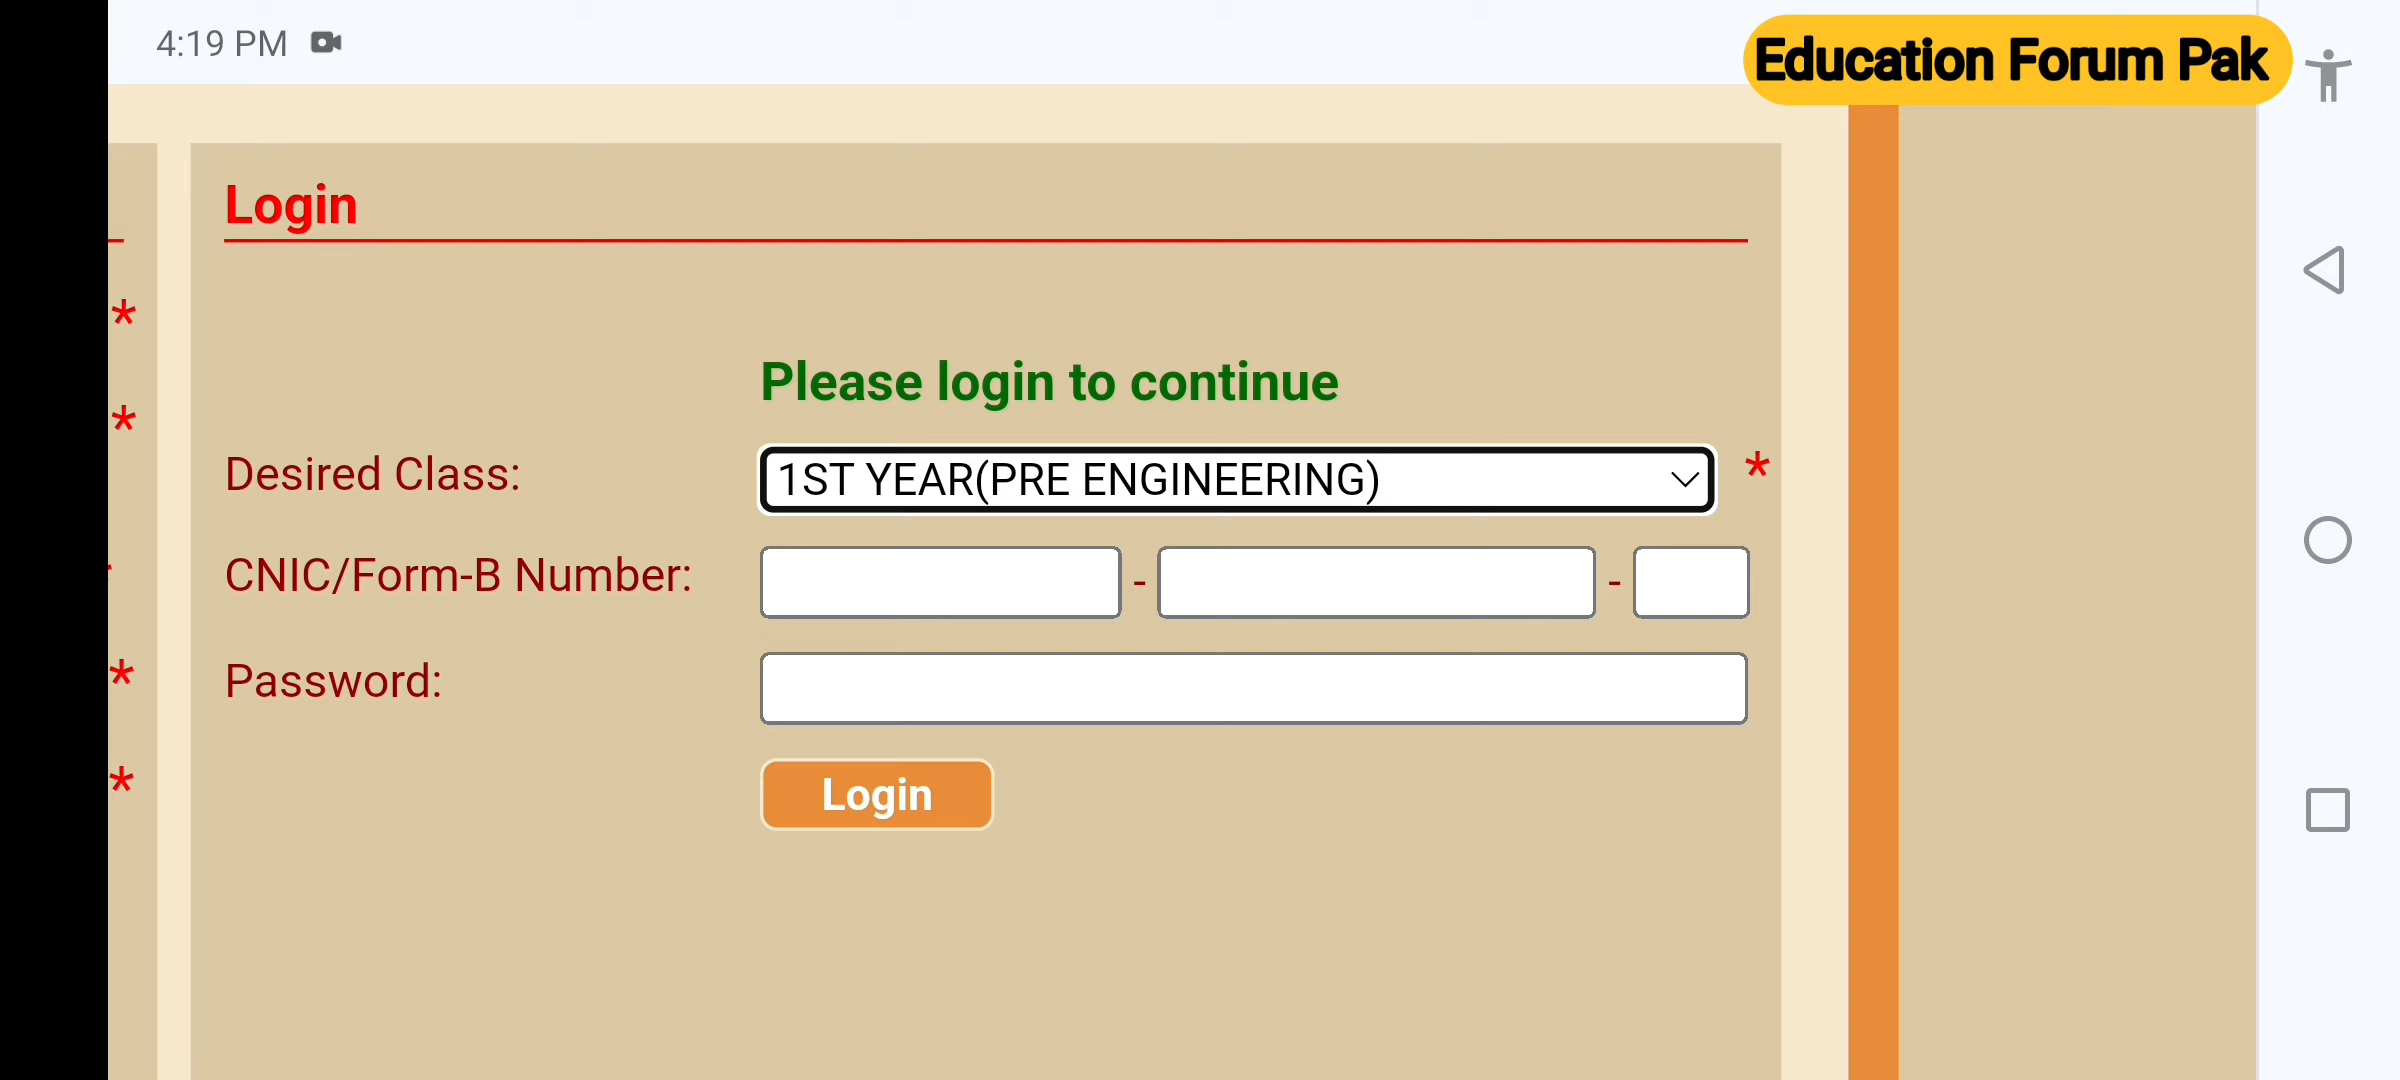 4:19 PM
Education Forum Pak
Login
*
*
Please login to continue
Desired Class: 1ST YEAR(PRE ENGINEERING) *
CNIC/Form-B Number: - -
*
Password:
*
Login